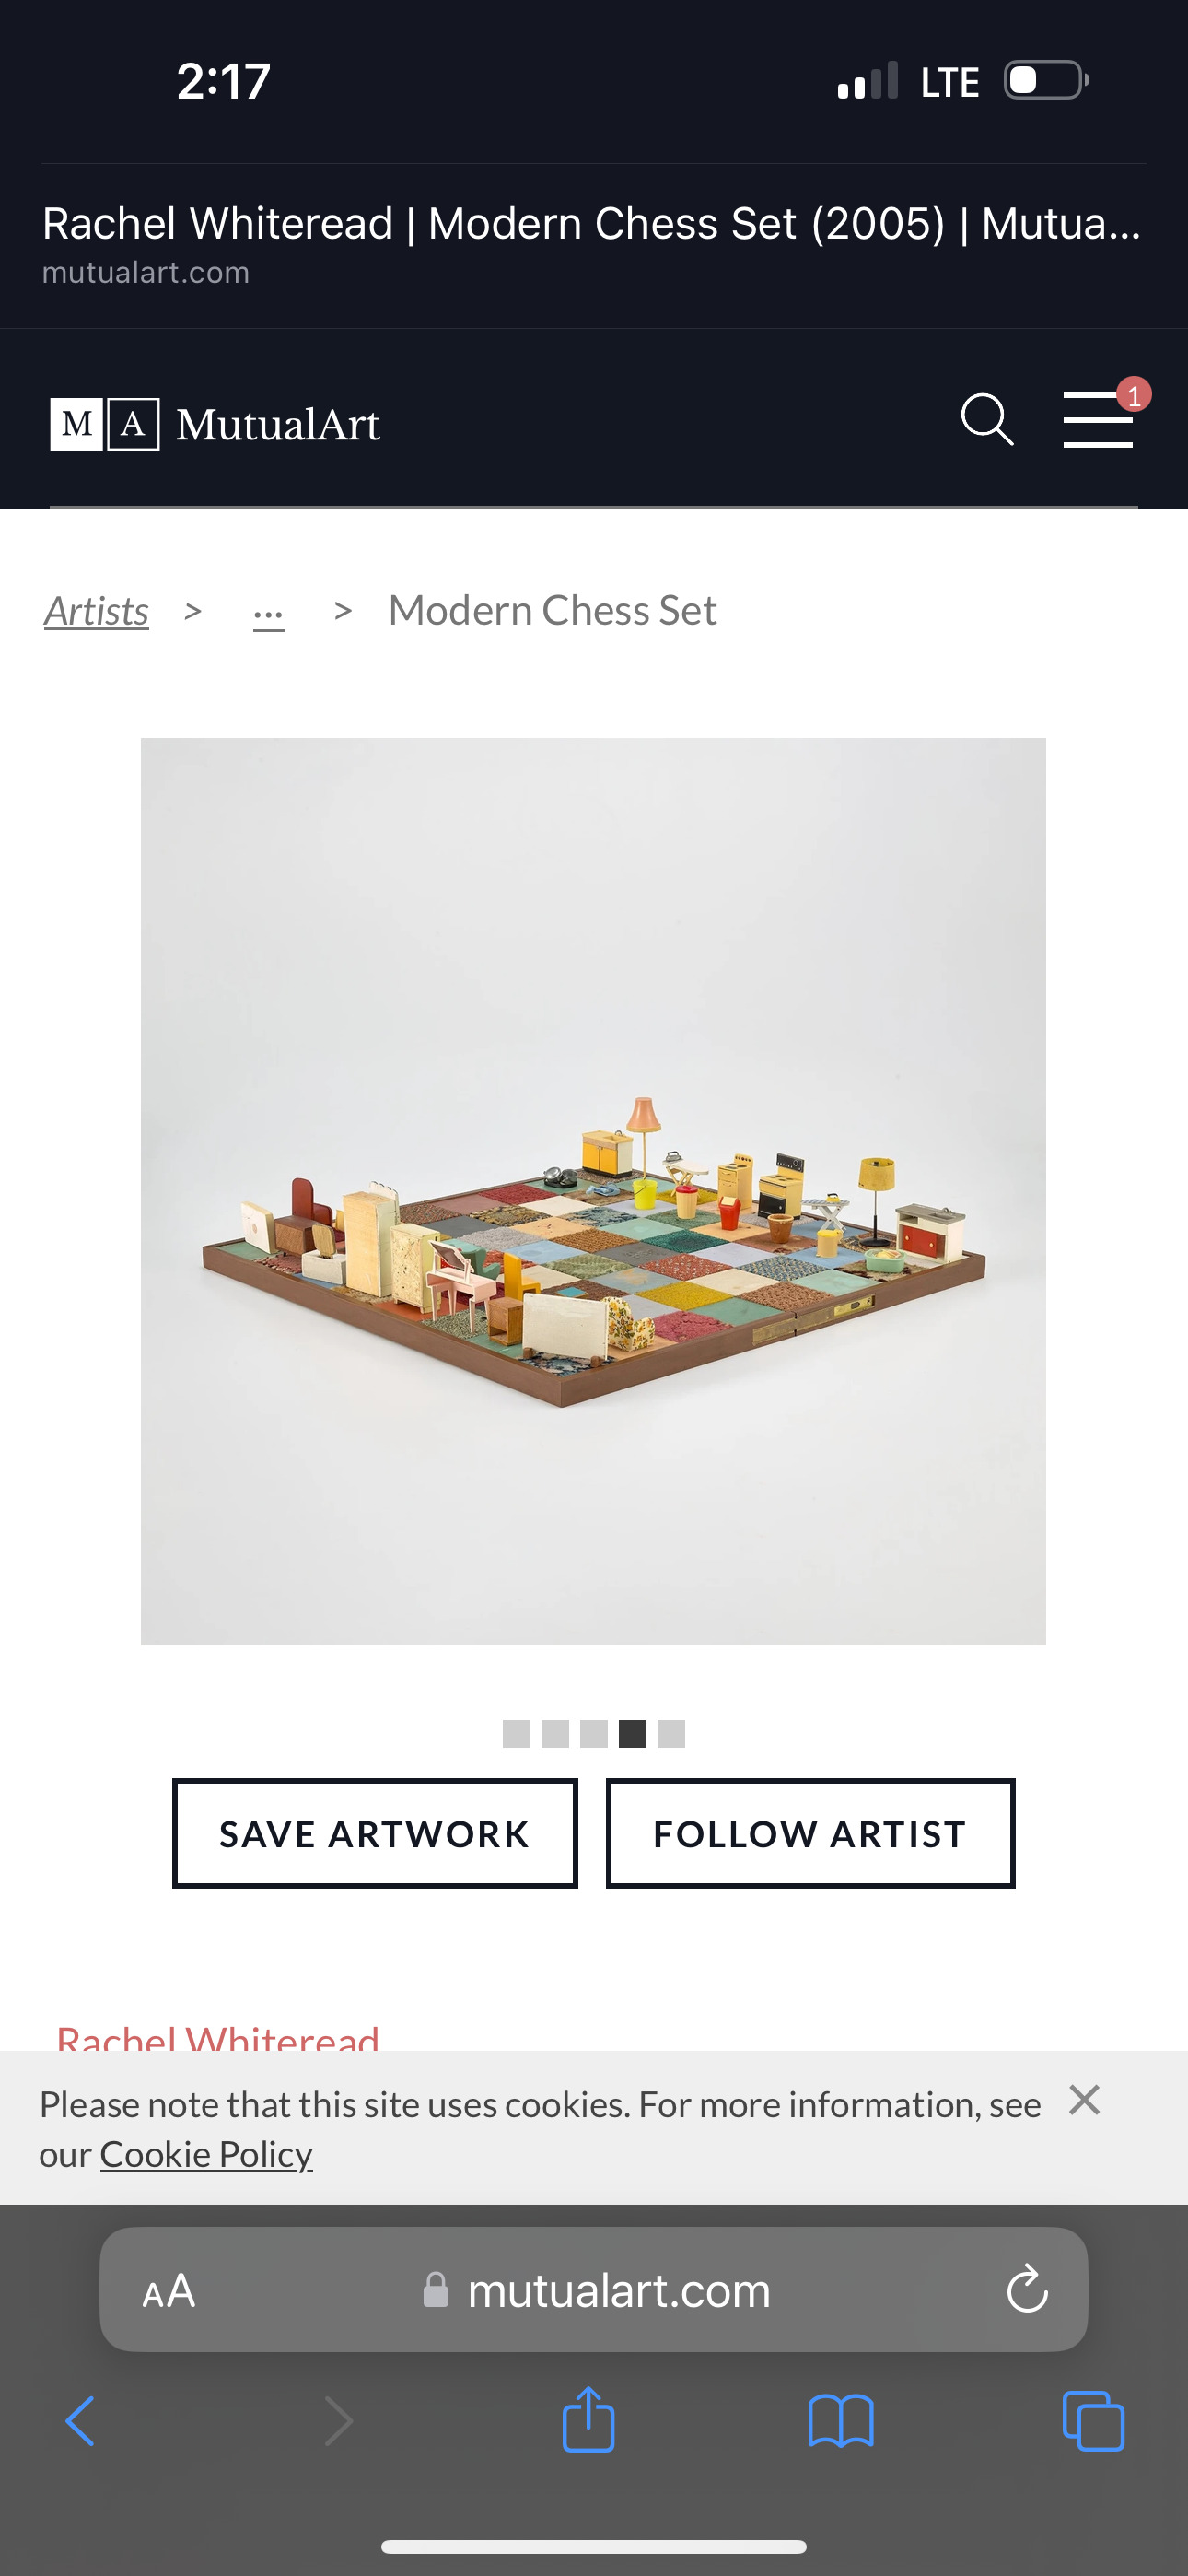 2:17 LTE
Rachel Whiteread | Modern Chess Set (2005) | Mutua...
mutualart.com
M A MutualArt
1
Artists > ... > Modern Chess Set
SAVE ARTWORK FOLLOW ARTIST
Rachel Whiteread
Please note that this site uses cookies. For more information, see
our Cookie Policy
AA mutualart.com